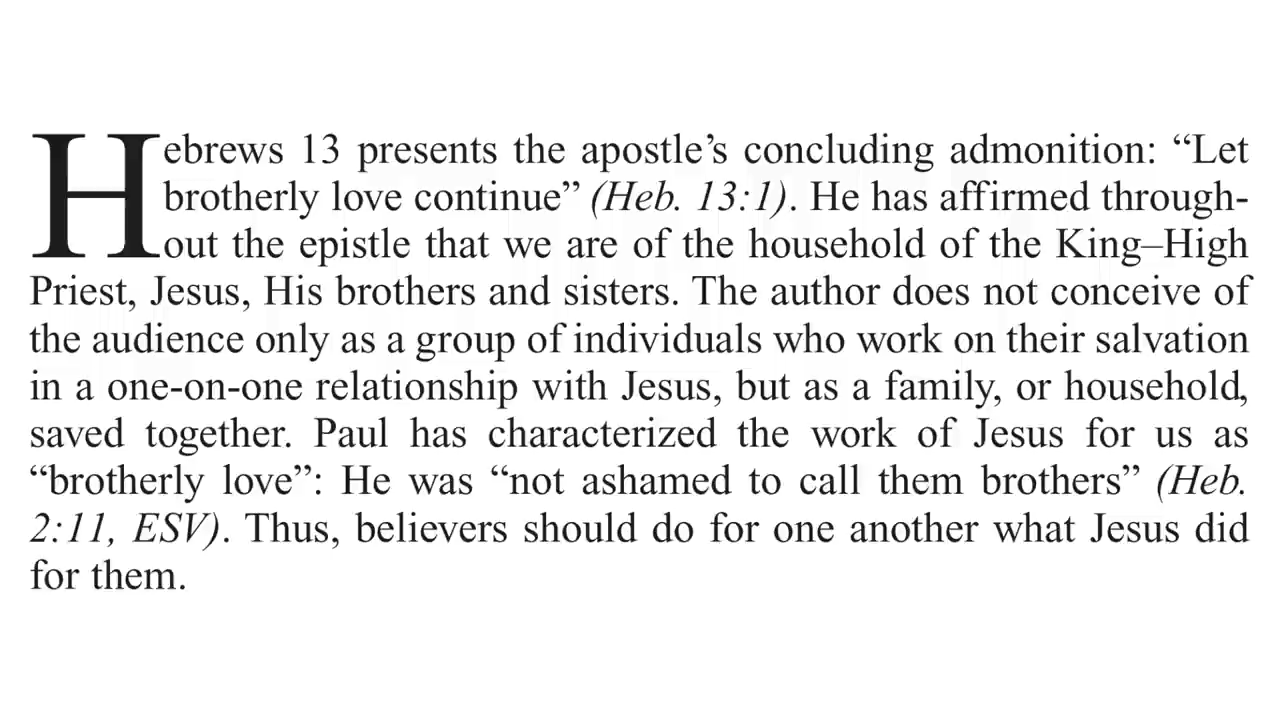 Hebrews 13 presents the apostle’s concluding admonition: “Let
brotherly love continue” (Heb. 13:1). He has affirmed through-
out the epistle that we are of the household of the King–High
Priest, Jesus, His brothers and sisters. The author does not conceive of
the audience only as a group of individuals who work on their salvation
in a one-on-one relationship with Jesus, but as a family, or household,
saved together. Paul has characterized the work of Jesus for us as
“brotherly love”: He was “not ashamed to call them brothers” (Heb.
2:11, ESV). Thus, believers should do for one another what Jesus did
for them.